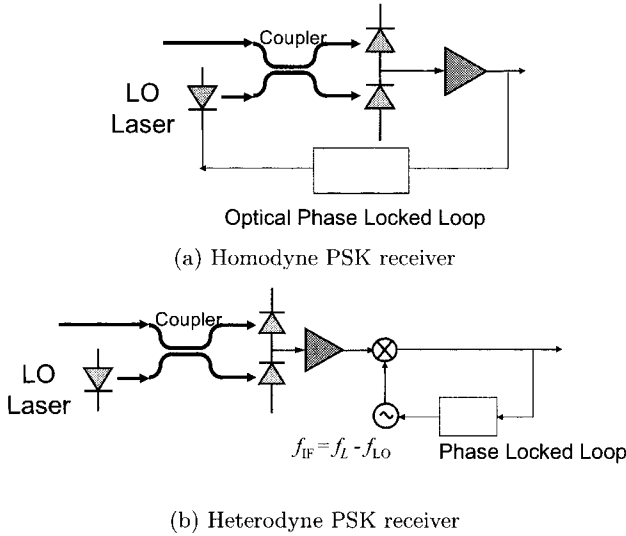 Coupler
LO
Laser
Optical Phase Locked Loop
(a) Homodyne PSK receiver
Coupler
LO
Laser
f_IF = f_L - f_LO
Phase Locked Loop
(b) Heterodyne PSK receiver